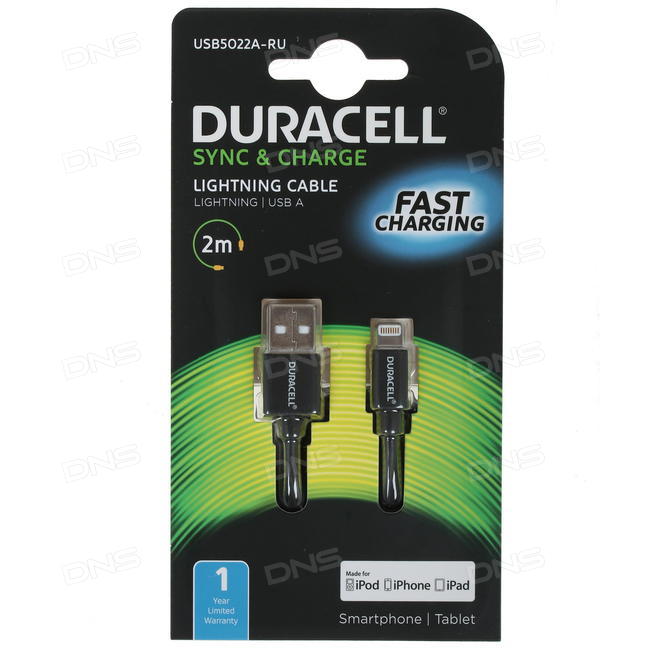 USB5022A-RU
DURACELL®
SYNC & CHARGE
LIGHTNING CABLE
LIGHTNING | USB A
2m
FAST
CHARGING
DURACELL®
DURACELL®
1
Year
Limited
Warranty
Made for
iPod iPhone iPad
Smartphone | Tablet
DNS